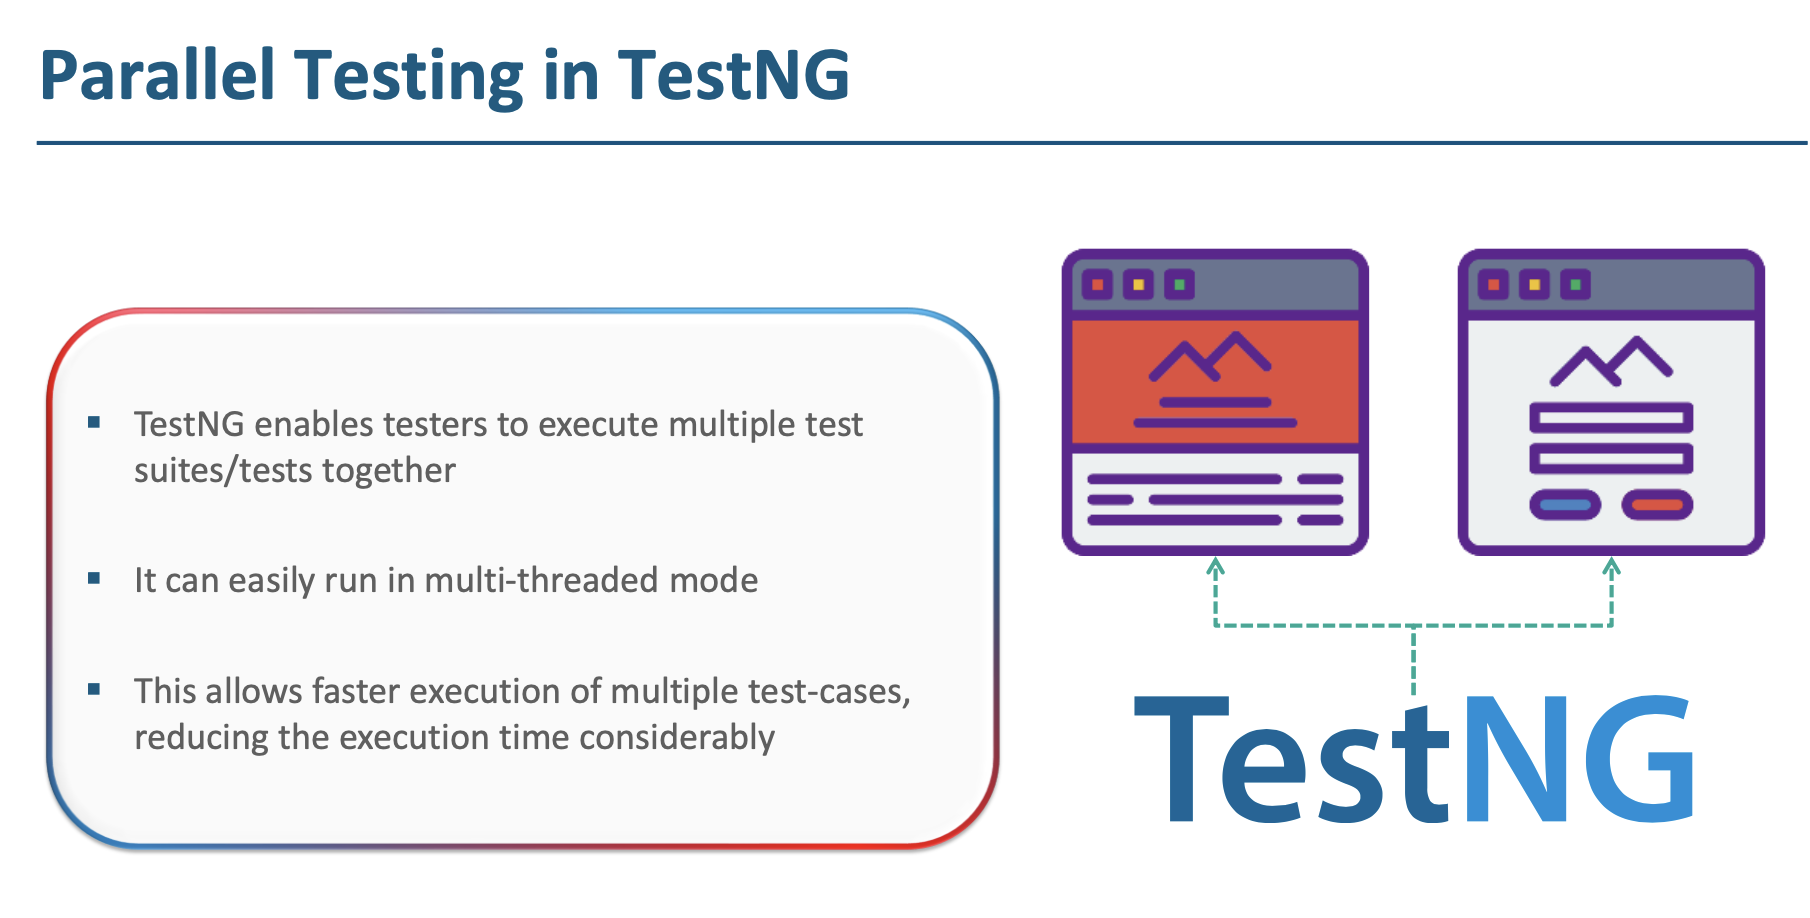 Parallel Testing in TestNG
▪ TestNG enables testers to execute multiple test
suites/tests together
▪ It can easily run in multi-threaded mode
▪ This allows faster execution of multiple test-cases,
reducing the execution time considerably
TestNG